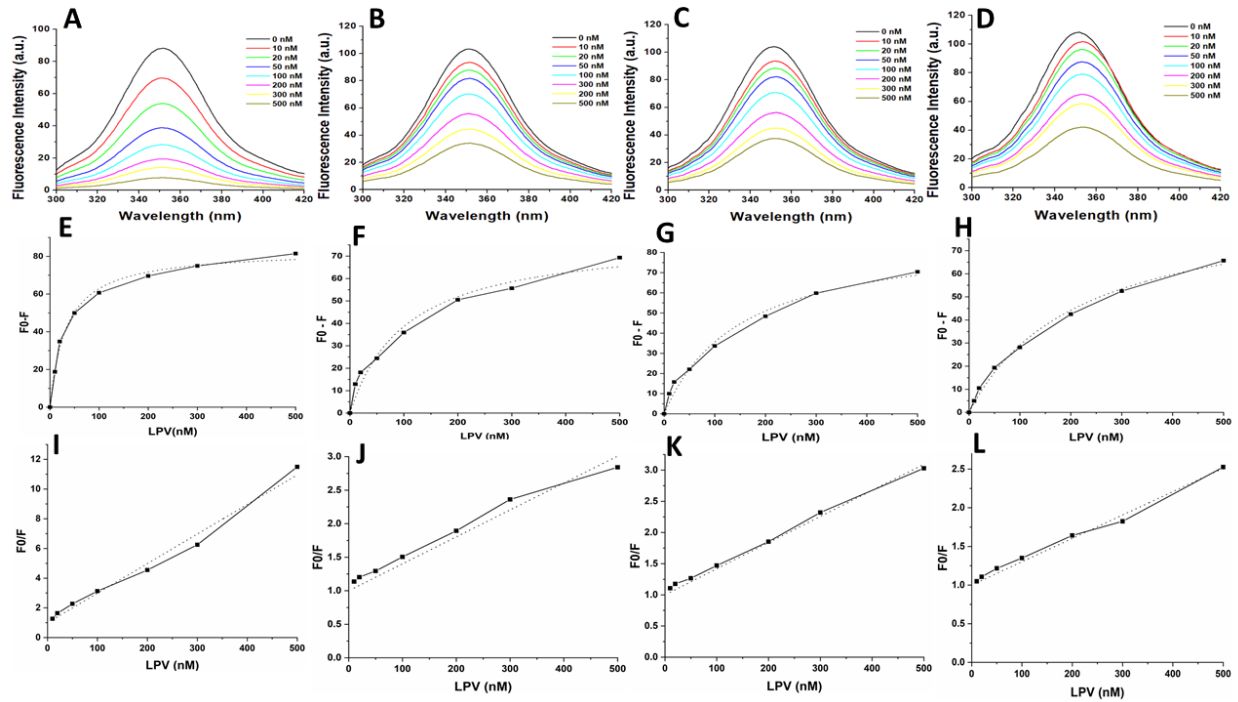 A
Fluorescence Intensity (a.u.)
100
80
60
40
20
0
300 320 340 360 380 400 420
Wavelength (nm)
0 nM
10 nM
20 nM
50 nM
100 nM
200 nM
300 nM
500 nM
B
Fluorescence Intensity (a.u.)
120
100
80
60
40
20
0
300 320 340 360 380 400 420
Wavelength (nm)
0 nM
10 nM
20 nM
50 nM
100 nM
300 nM
200 nM
500 nM
C
Fluorescence Intensity (a.u.)
120
100
80
60
40
20
0
300 320 340 360 380 400 420
Wavelength (nm)
0 nM
10 nM
20 nM
50 nM
100 nM
200 nM
300 nM
500 nM
D
Fluorescence Intensity (a.u.)
120
100
80
60
40
20
0
300 320 340 360 380 400 420
Wavelength (nm)
0 nM
10 nM
20 nM
50 nM
100 nM
200 nM
300 nM
500 nM
E
F0-F
80
60
40
20
0
0 100 200 300 400 500
LPV(nM)
F
F0 - F
70
60
50
40
30
20
10
0
0 100 200 300 400 500
LPV (nM)
G
F0 - F
80
70
60
50
40
30
20
10
0
0 100 200 300 400 500
LPV (nM)
H
F0 - F
70
60
50
40
30
20
10
0
0 100 200 300 400 500
LPV (nM)
I
F0/F
12
10
8
6
4
2
0
0 100 200 300 400 500
LPV (nM)
J
F0/F
3.0
2.5
2.0
1.5
1.0
0.5
0.0
0 100 200 300 400 500
LPV (nM)
K
F0/F
3.0
2.5
2.0
1.5
1.0
0.5
0.0
0 100 200 300 400 500
LPV (nM)
L
F0/F
2.5
2.0
1.5
1.0
0.5
0.0
0 100 200 300 400 500
LPV (nM)